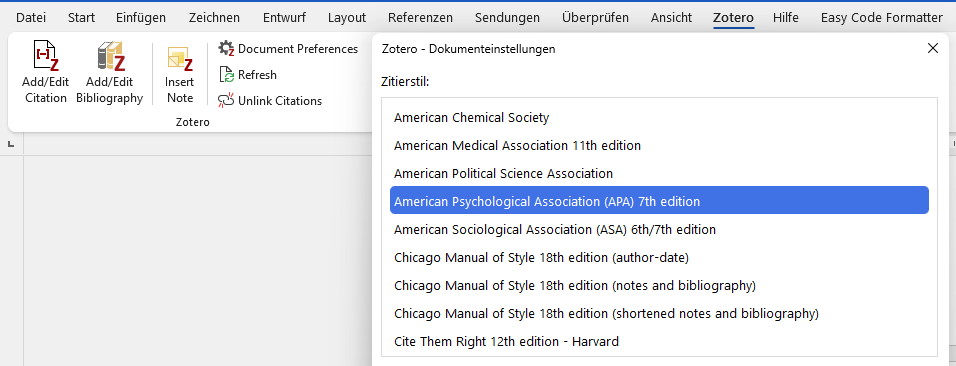 Datei Start Einfügen Zeichnen Entwurf Layout Referenzen Sendungen Überprüfen Ansicht Zotero Hilfe Easy Code Formatter
[-] Z
Z
Z
Add/Edit Citation
Add/Edit Bibliography
Insert Note
Document Preferences
Refresh
Unlink Citations
Zotero
Zotero - Dokumenteinstellungen
Zitierstil:
American Chemical Society
American Medical Association 11th edition
American Political Science Association
American Psychological Association (APA) 7th edition
American Sociological Association (ASA) 6th/7th edition
Chicago Manual of Style 18th edition (author-date)
Chicago Manual of Style 18th edition (notes and bibliography)
Chicago Manual of Style 18th edition (shortened notes and bibliography)
Cite Them Right 12th edition - Harvard